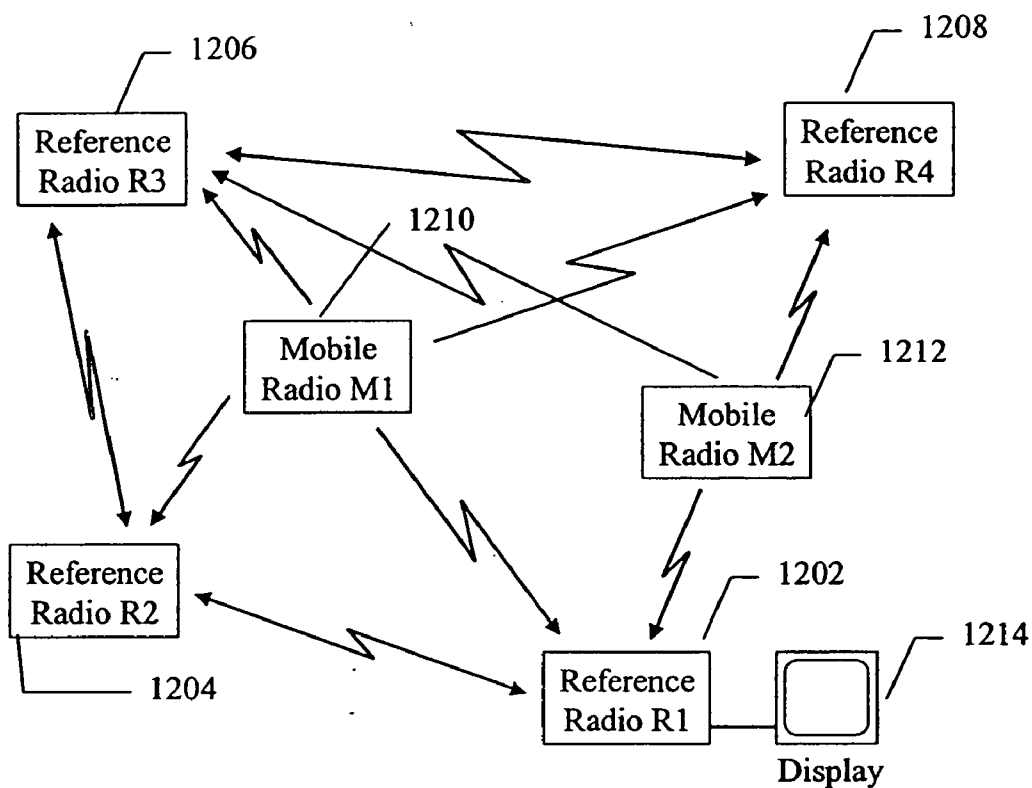 1206
1208
Reference
Radio R3
Reference
Radio R4
1210
Mobile
Radio M1
1212
Mobile
Radio M2
Reference
Radio R2
1202
1204
Reference
Radio R1
1214
Display